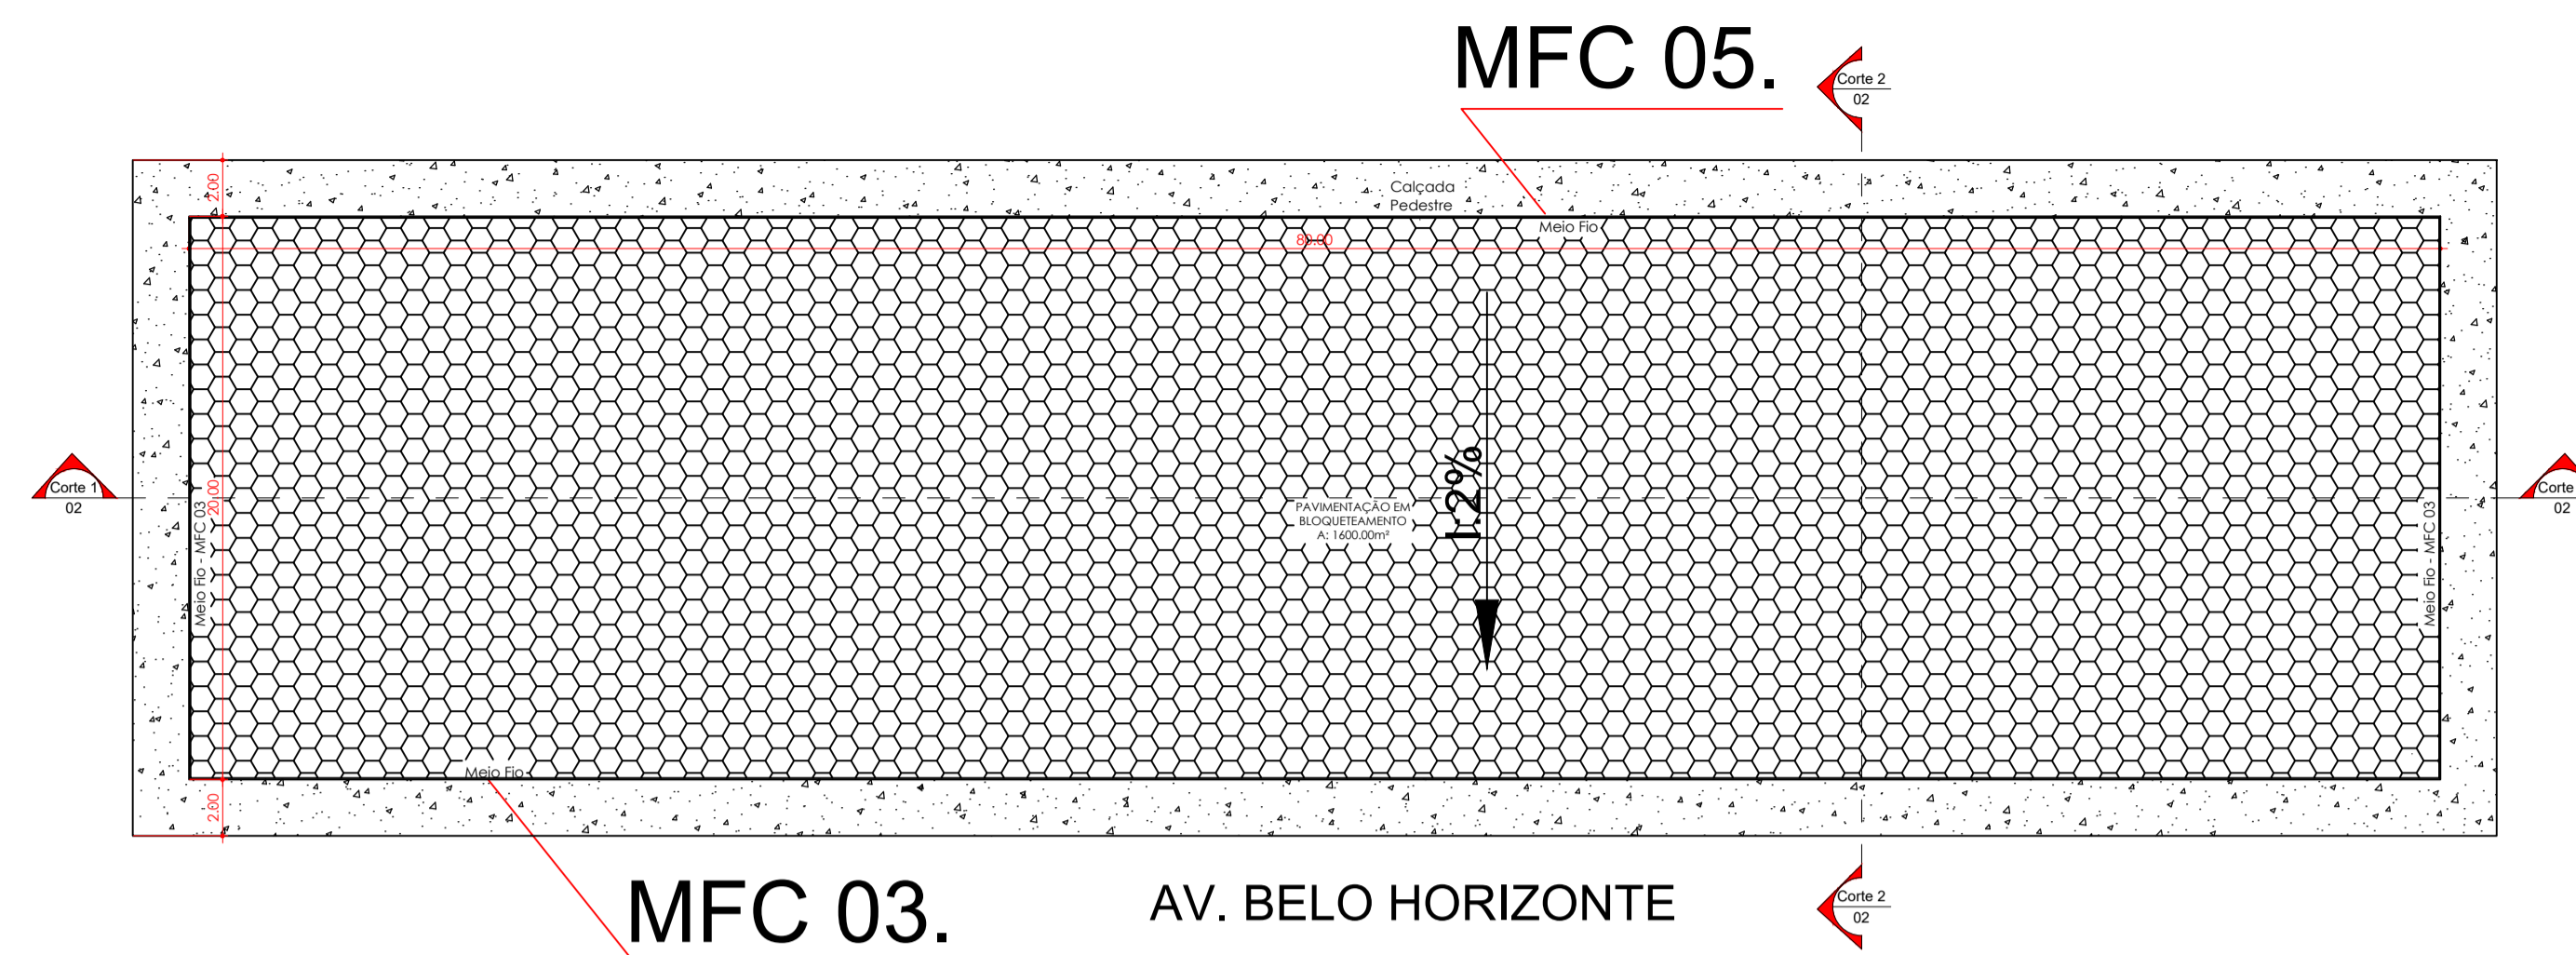 MFC 05.
Corte 2
02
2.00
Calçada
Pedestre
Meio Fio
80.00
Corte 1
02
20.00
Meio Fio - MFC 03
PAVIMENTAÇÃO EM
BLOQUETEAMENTO
A: 1600.00m²
I:2%
Meio Fio - MFC 03
Corte
02
Meio Fio
2.00
MFC 03.
AV. BELO HORIZONTE
Corte 2
02